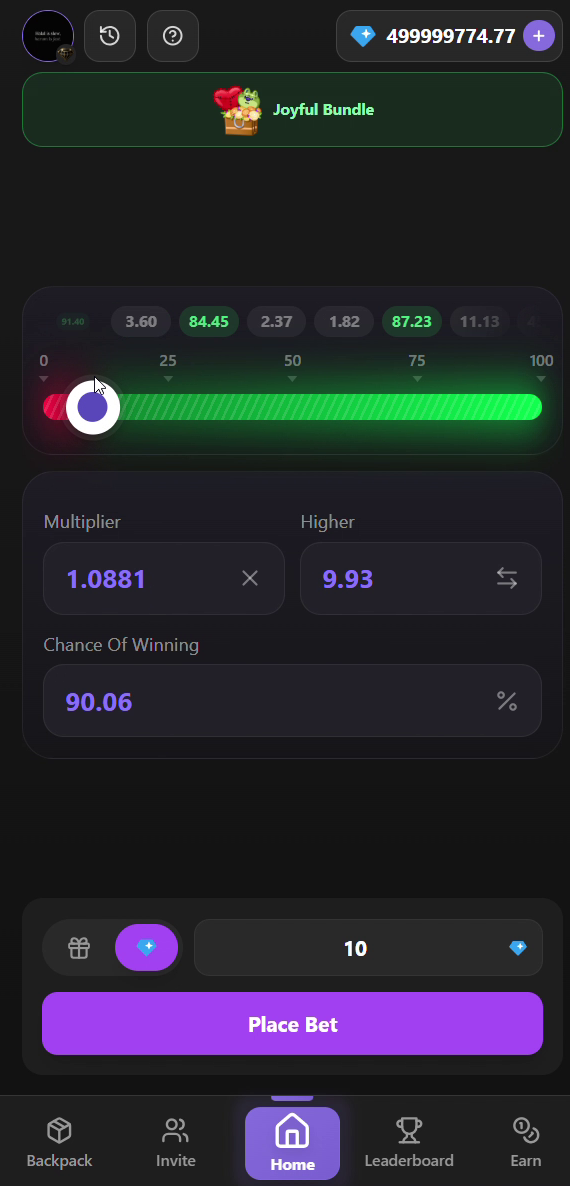 499999774.77
Joyful Bundle
91.40 3.60 84.45 2.37 1.82 87.23 11.13
0 25 50 75 100
Multiplier Higher
1.0881 9.93
Chance Of Winning
90.06
10
Place Bet
Backpack Invite Home Leaderboard Earn